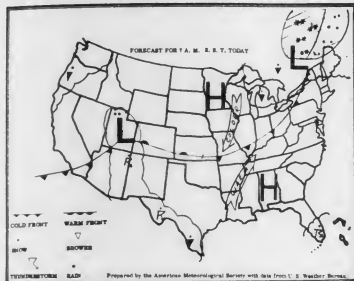 FORECAST FOR 7 A.M. E.S.T. TODAY
L
H
COOL
L
H
COLD FRONT
WARM FRONT
SNOW
SHOWER
THUNDERSTORM
RAIN
Prepared by the American Meteorological Society with data from U. S. Weather Bureau.